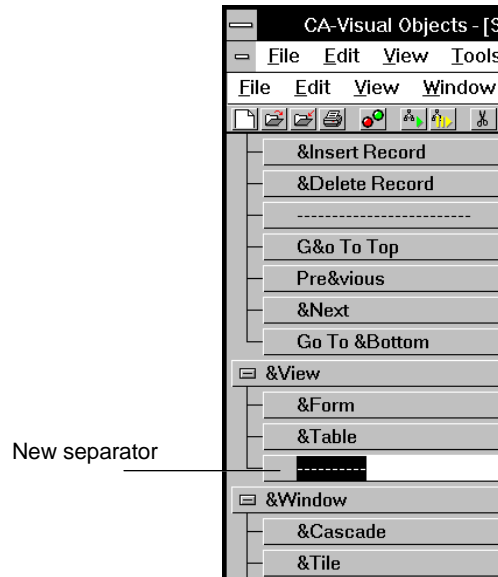 CA-Visual Objects - [S
File Edit View Tools
File Edit View Window
&Insert Record
&Delete Record
-------------------------
G&o To Top
Pre&vious
&Next
Go To &Bottom
&View
&Form
&Table
New separator
----------
&Window
&Cascade
&Tile